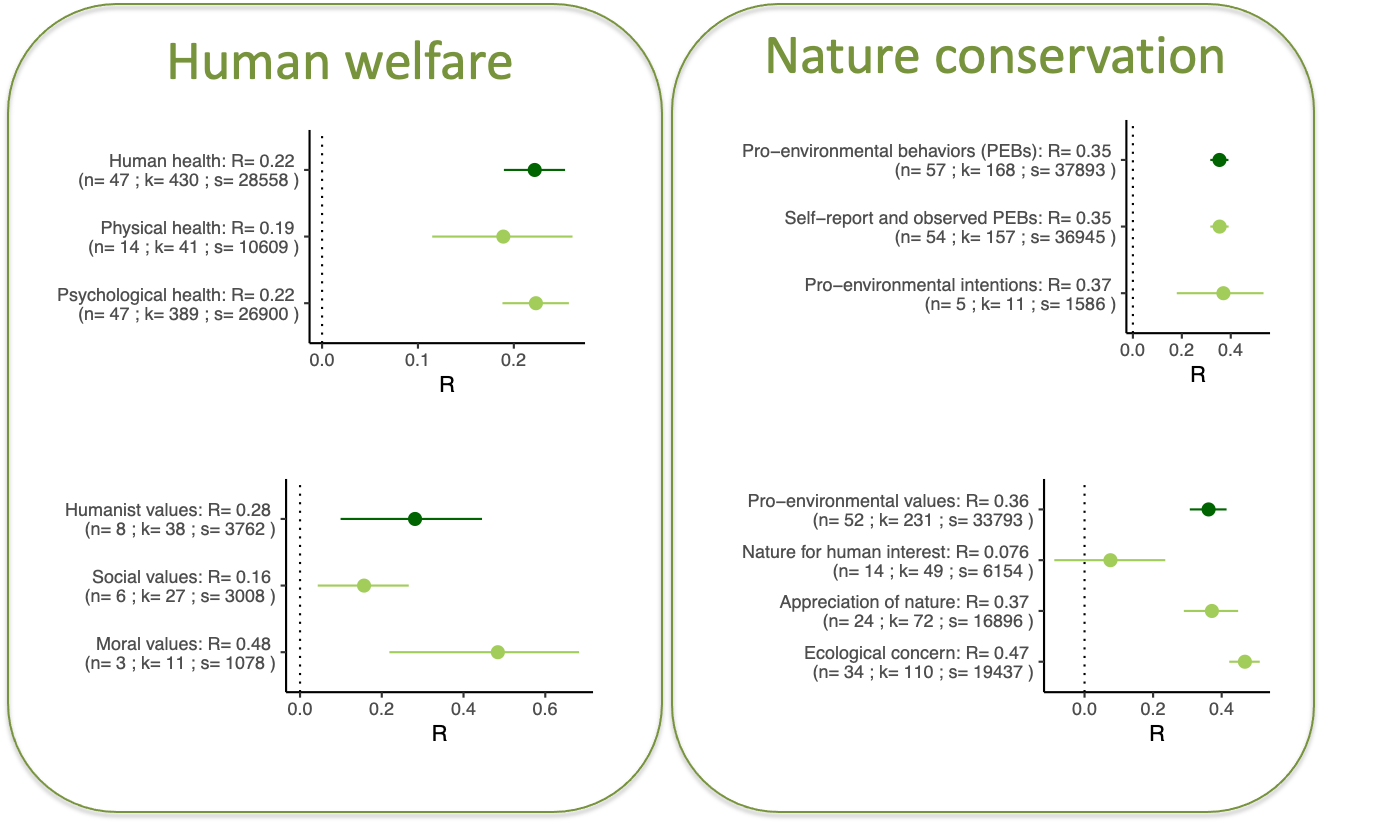 Human welfare
Human health: R= 0.22
(n= 47 ; k= 430 ; s= 28558 )
Physical health: R= 0.19
(n= 14 ; k= 41 ; s= 10609 )
Psychological health: R= 0.22
(n= 47 ; k= 389 ; s= 26900 )
0.0 0.1 0.2
R
Humanist values: R= 0.28
(n= 8 ; k= 38 ; s= 3762 )
Social values: R= 0.16
(n= 6 ; k= 27 ; s= 3008 )
Moral values: R= 0.48
(n= 3 ; k= 11 ; s= 1078 )
0.0 0.2 0.4 0.6
R
Nature conservation
Pro−environmental behaviors (PEBs): R= 0.35
(n= 57 ; k= 168 ; s= 37893 )
Self−report and observed PEBs: R= 0.35
(n= 54 ; k= 157 ; s= 36945 )
Pro−environmental intentions: R= 0.37
(n= 5 ; k= 11 ; s= 1586 )
0.0 0.2 0.4
R
Pro−environmental values: R= 0.36
(n= 52 ; k= 231 ; s= 33793 )
Nature for human interest: R= 0.076
(n= 14 ; k= 49 ; s= 6154 )
Appreciation of nature: R= 0.37
(n= 24 ; k= 72 ; s= 16896 )
Ecological concern: R= 0.47
(n= 34 ; k= 110 ; s= 19437 )
0.0 0.2 0.4
R